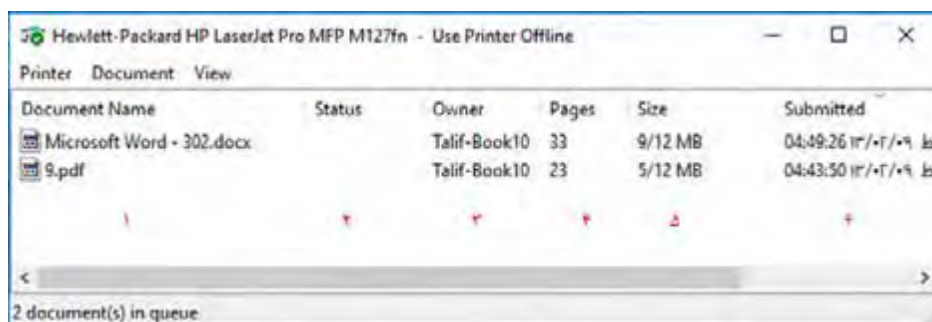 Hewlett-Packard HP LaserJet Pro MFP M127fn - Use Printer Offline
Printer Document View
Document Name Status Owner Pages Size Submitted
Microsoft Word - 302.docx Talif-Book10 33 9/12 MB 04:49:26
9.pdf Talif-Book10 23 5/12 MB 04:43:50
۱ ۲ ۳ ۴ ۵ ۶
2 document(s) in queue